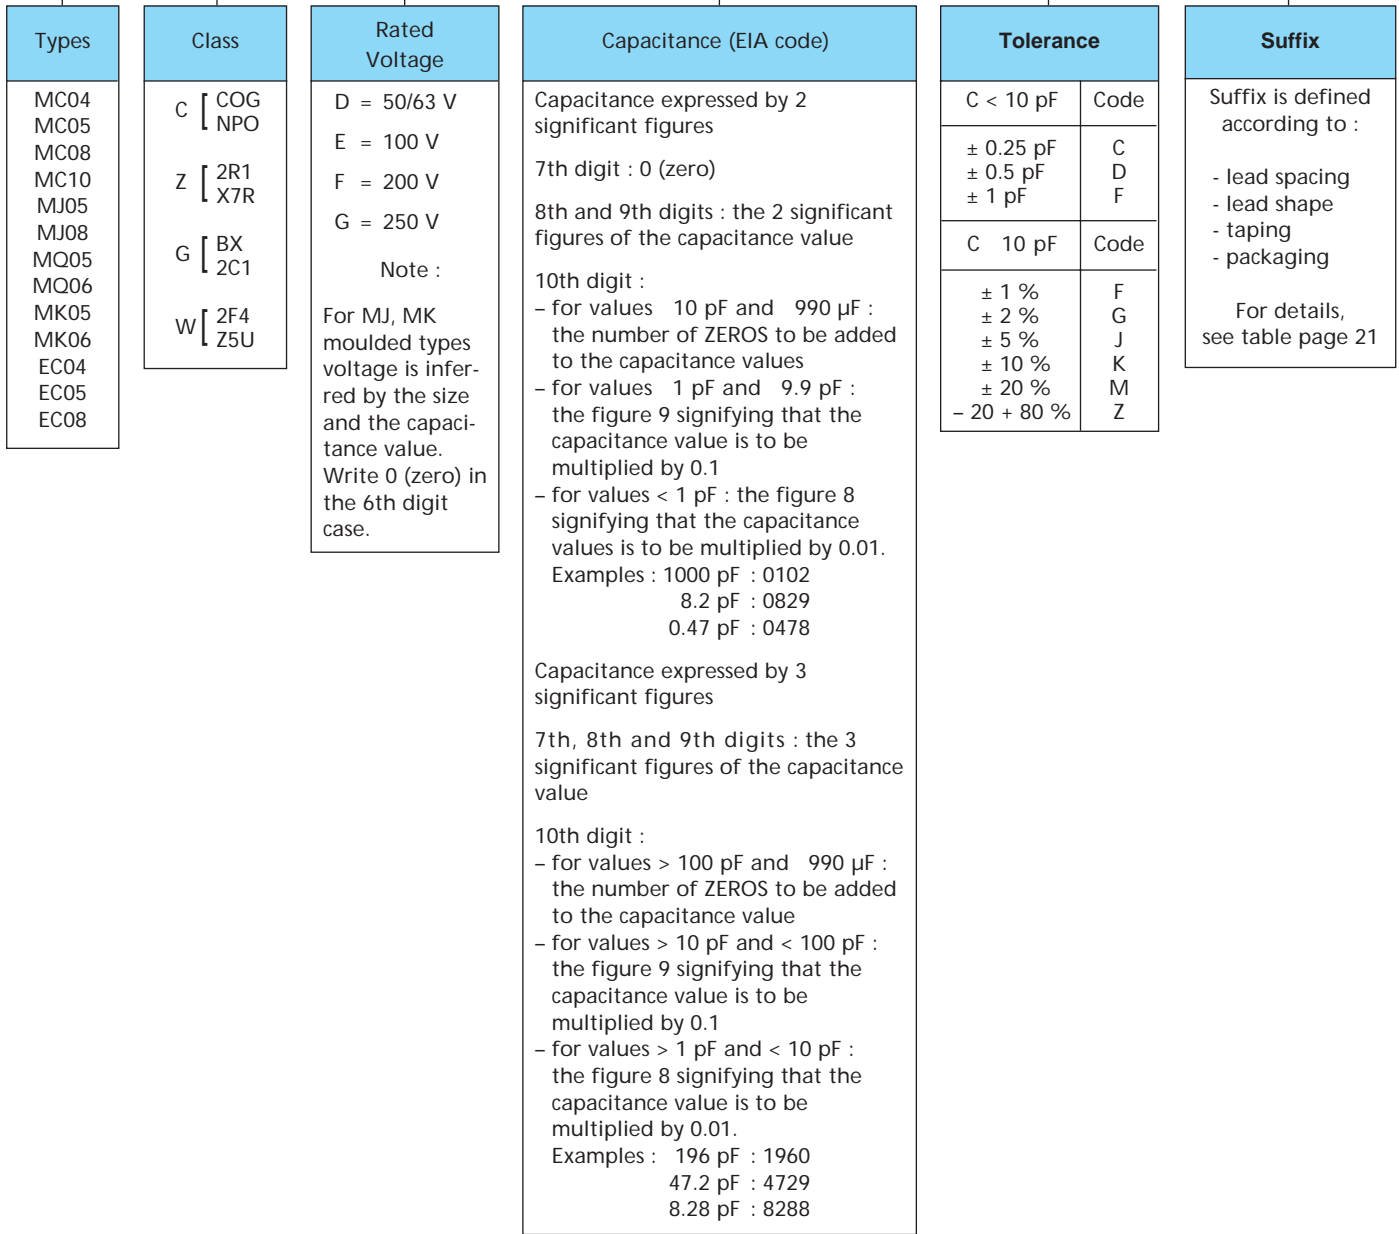 Types
MC04
MC05
MC08
MC10
MJ05
MJ08
MQ05
MQ06
MK05
MK06
EC04
EC05
EC08
Class
C [ COG
NPO
Z [ 2R1
X7R
G [ BX
2C1
W [ 2F4
Z5U
Rated
Voltage
D = 50/63 V
E = 100 V
F = 200 V
G = 250 V
Note :
For MJ, MK
moulded types
voltage is infer-
red by the size
and the capaci-
tance value.
Write 0 (zero) in
the 6th digit
case.
Capacitance (EIA code)
Capacitance expressed by 2
significant figures
7th digit : 0 (zero)
8th and 9th digits : the 2 significant
figures of the capacitance value
10th digit :
– for values 10 pF and 990 µF :
the number of ZEROS to be added
to the capacitance values
– for values 1 pF and 9.9 pF :
the figure 9 signifying that the
capacitance value is to be
multiplied by 0.1
– for values < 1 pF : the figure 8
signifying that the capacitance
values is to be multiplied by 0.01.
Examples : 1000 pF : 0102
8.2 pF : 0829
0.47 pF : 0478
Capacitance expressed by 3
significant figures
7th, 8th and 9th digits : the 3
significant figures of the capacitance
value
10th digit :
– for values > 100 pF and 990 µF :
the number of ZEROS to be added
to the capacitance value
– for values > 10 pF and < 100 pF :
the figure 9 signifying that the
capacitance value is to be
multiplied by 0.1
– for values > 1 pF and < 10 pF :
the figure 8 signifying that the
capacitance value is to be
multiplied by 0.01.
Examples : 196 pF : 1960
47.2 pF : 4729
8.28 pF : 8288
Tolerance
C < 10 pF Code
± 0.25 pF C
± 0.5 pF D
± 1 pF F
C 10 pF Code
± 1 % F
± 2 % G
± 5 % J
± 10 % K
± 20 % M
– 20 + 80 % Z
Suffix
Suffix is defined
according to :
- lead spacing
- lead shape
- taping
- packaging
For details,
see table page 21